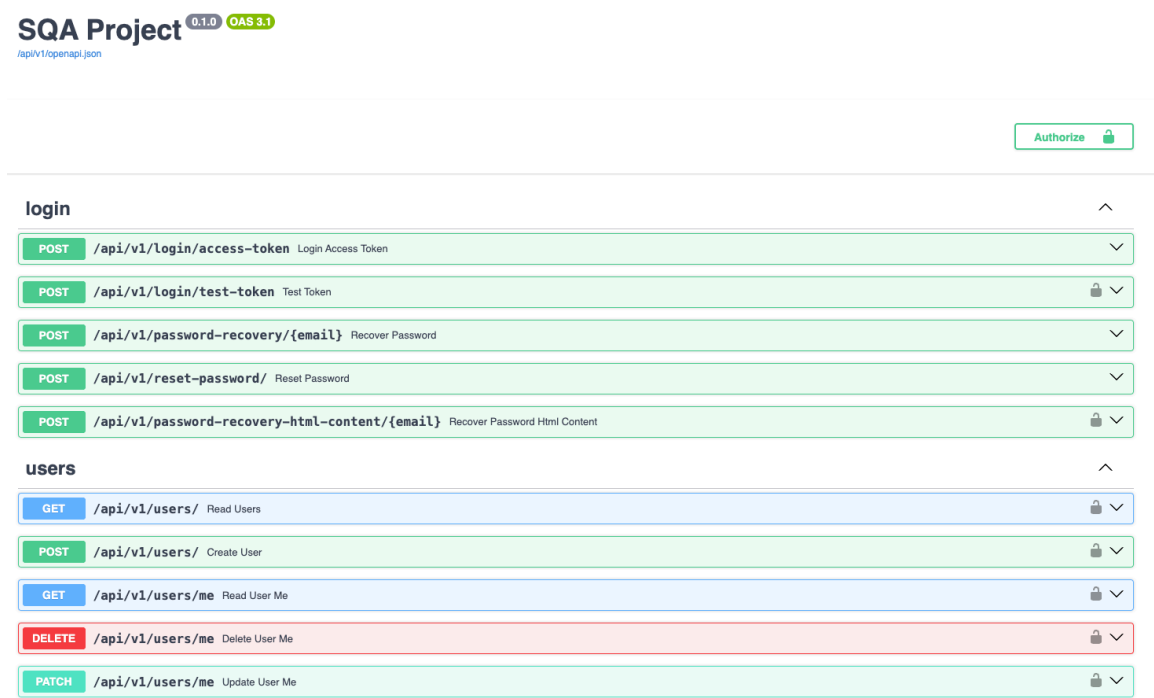 SQA Project 0.1.0 OAS 3.1
/api/v1/openapi.json
Authorize
login
POST /api/v1/login/access-token Login Access Token
POST /api/v1/login/test-token Test Token
POST /api/v1/password-recovery/{email} Recover Password
POST /api/v1/reset-password/ Reset Password
POST /api/v1/password-recovery-html-content/{email} Recover Password Html Content
users
GET /api/v1/users/ Read Users
POST /api/v1/users/ Create User
GET /api/v1/users/me Read User Me
DELETE /api/v1/users/me Delete User Me
PATCH /api/v1/users/me Update User Me